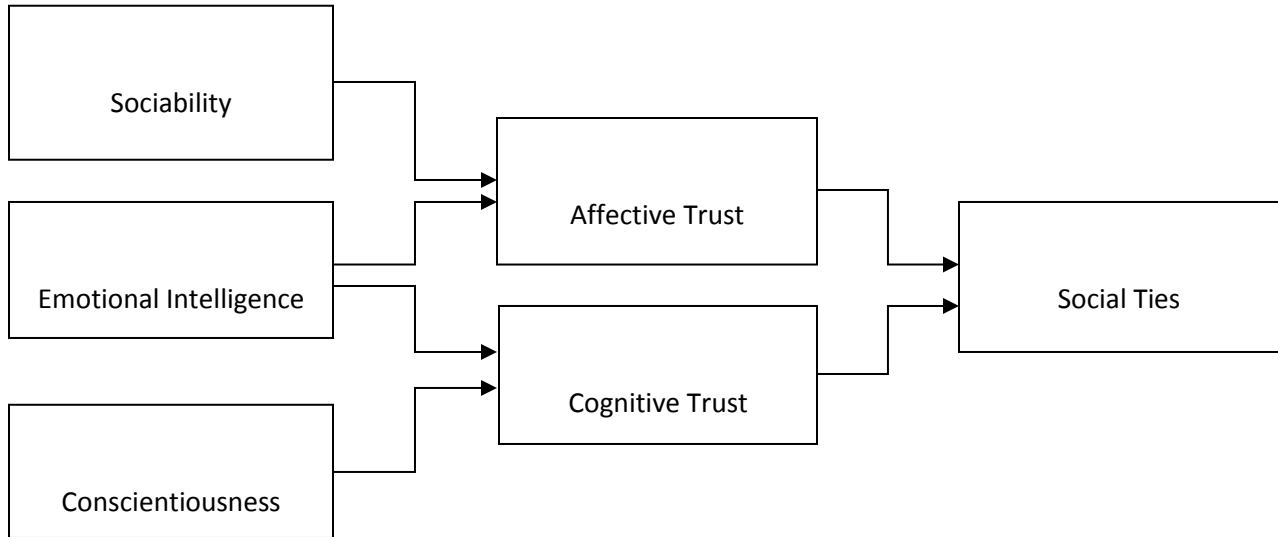 Sociability
Affective Trust
Emotional Intelligence
Social Ties
Cognitive Trust
Conscientiousness